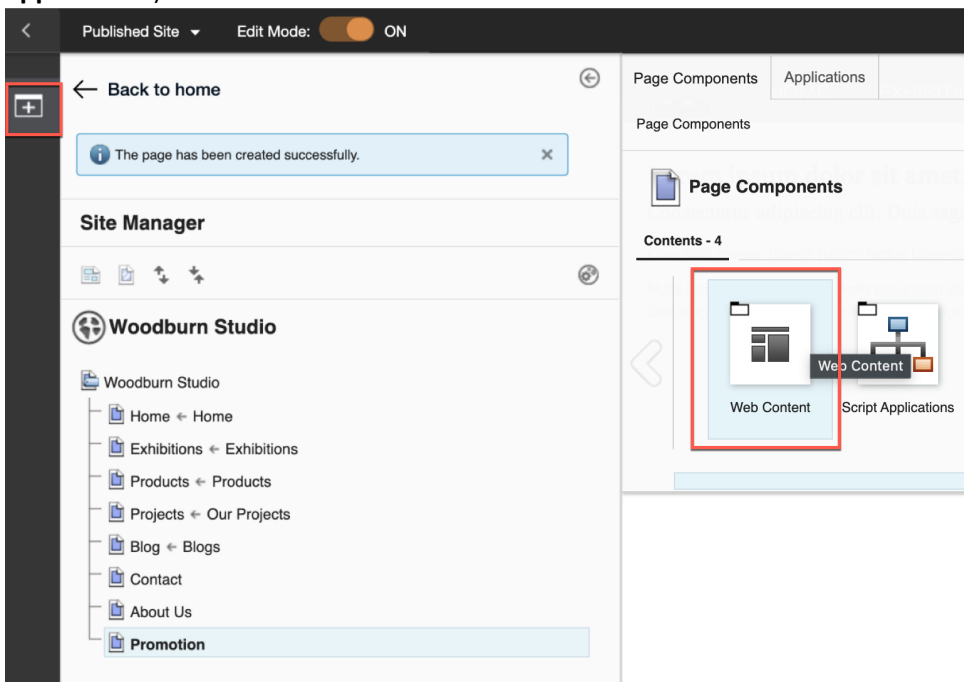 Published Site Edit Mode: ON
Back to home
The page has been created successfully.
Site Manager
Woodburn Studio
Woodburn Studio
Home ← Home
Exhibitions ← Exhibitions
Products ← Products
Projects ← Our Projects
Blog ← Blogs
Contact
About Us
Promotion
Page Components Applications
Page Components
Page Components
Contents - 4
Web Content
Web Content Script Applications